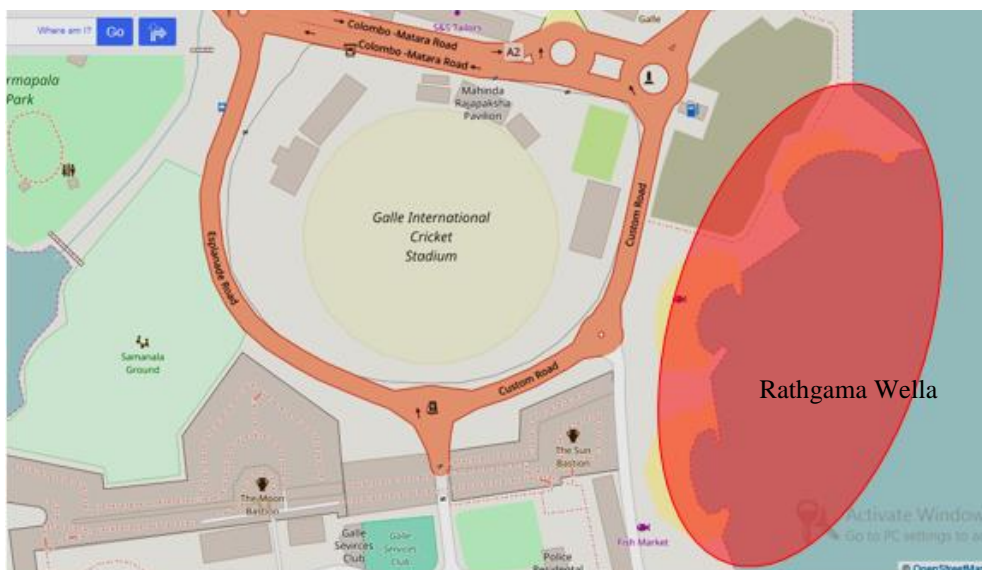 Where am I?
Go
S&S Tailors
Galle
Colombo -Matara Road
Colombo -Matara Road
A2
rmapala
Park
Mahinda
Rajapaksha
Pavilion
Galle International
Cricket
Stadium
Custom Road
Esplanade Road
Samanala
Ground
Custom Road
Rathgama Wella
The Sun
Bastion
The Moon
Bastion
Activate Window
Go to PC settings to a
Galle
Sevices
Club
Galle
Services
Club
Fish Market
Police
Residental
© OpenStreetMap